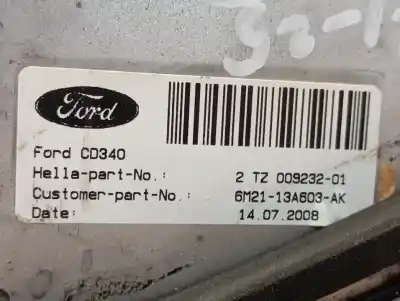 Ford
Ford CD340
Hella-part-No.: 2 TZ 009232-01
Customer-part-No.: 6M21-13A603-AK
Date: 14.07.2008